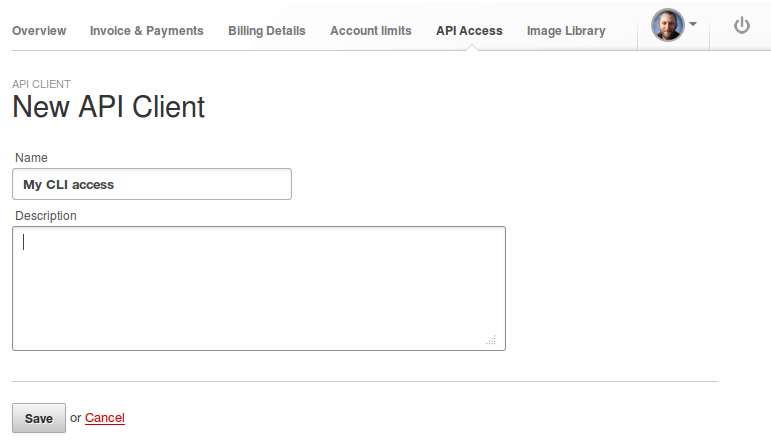 Overview Invoice & Payments Billing Details Account limits API Access Image Library
API CLIENT
New API Client
Name
My CLI access
Description
Save or Cancel